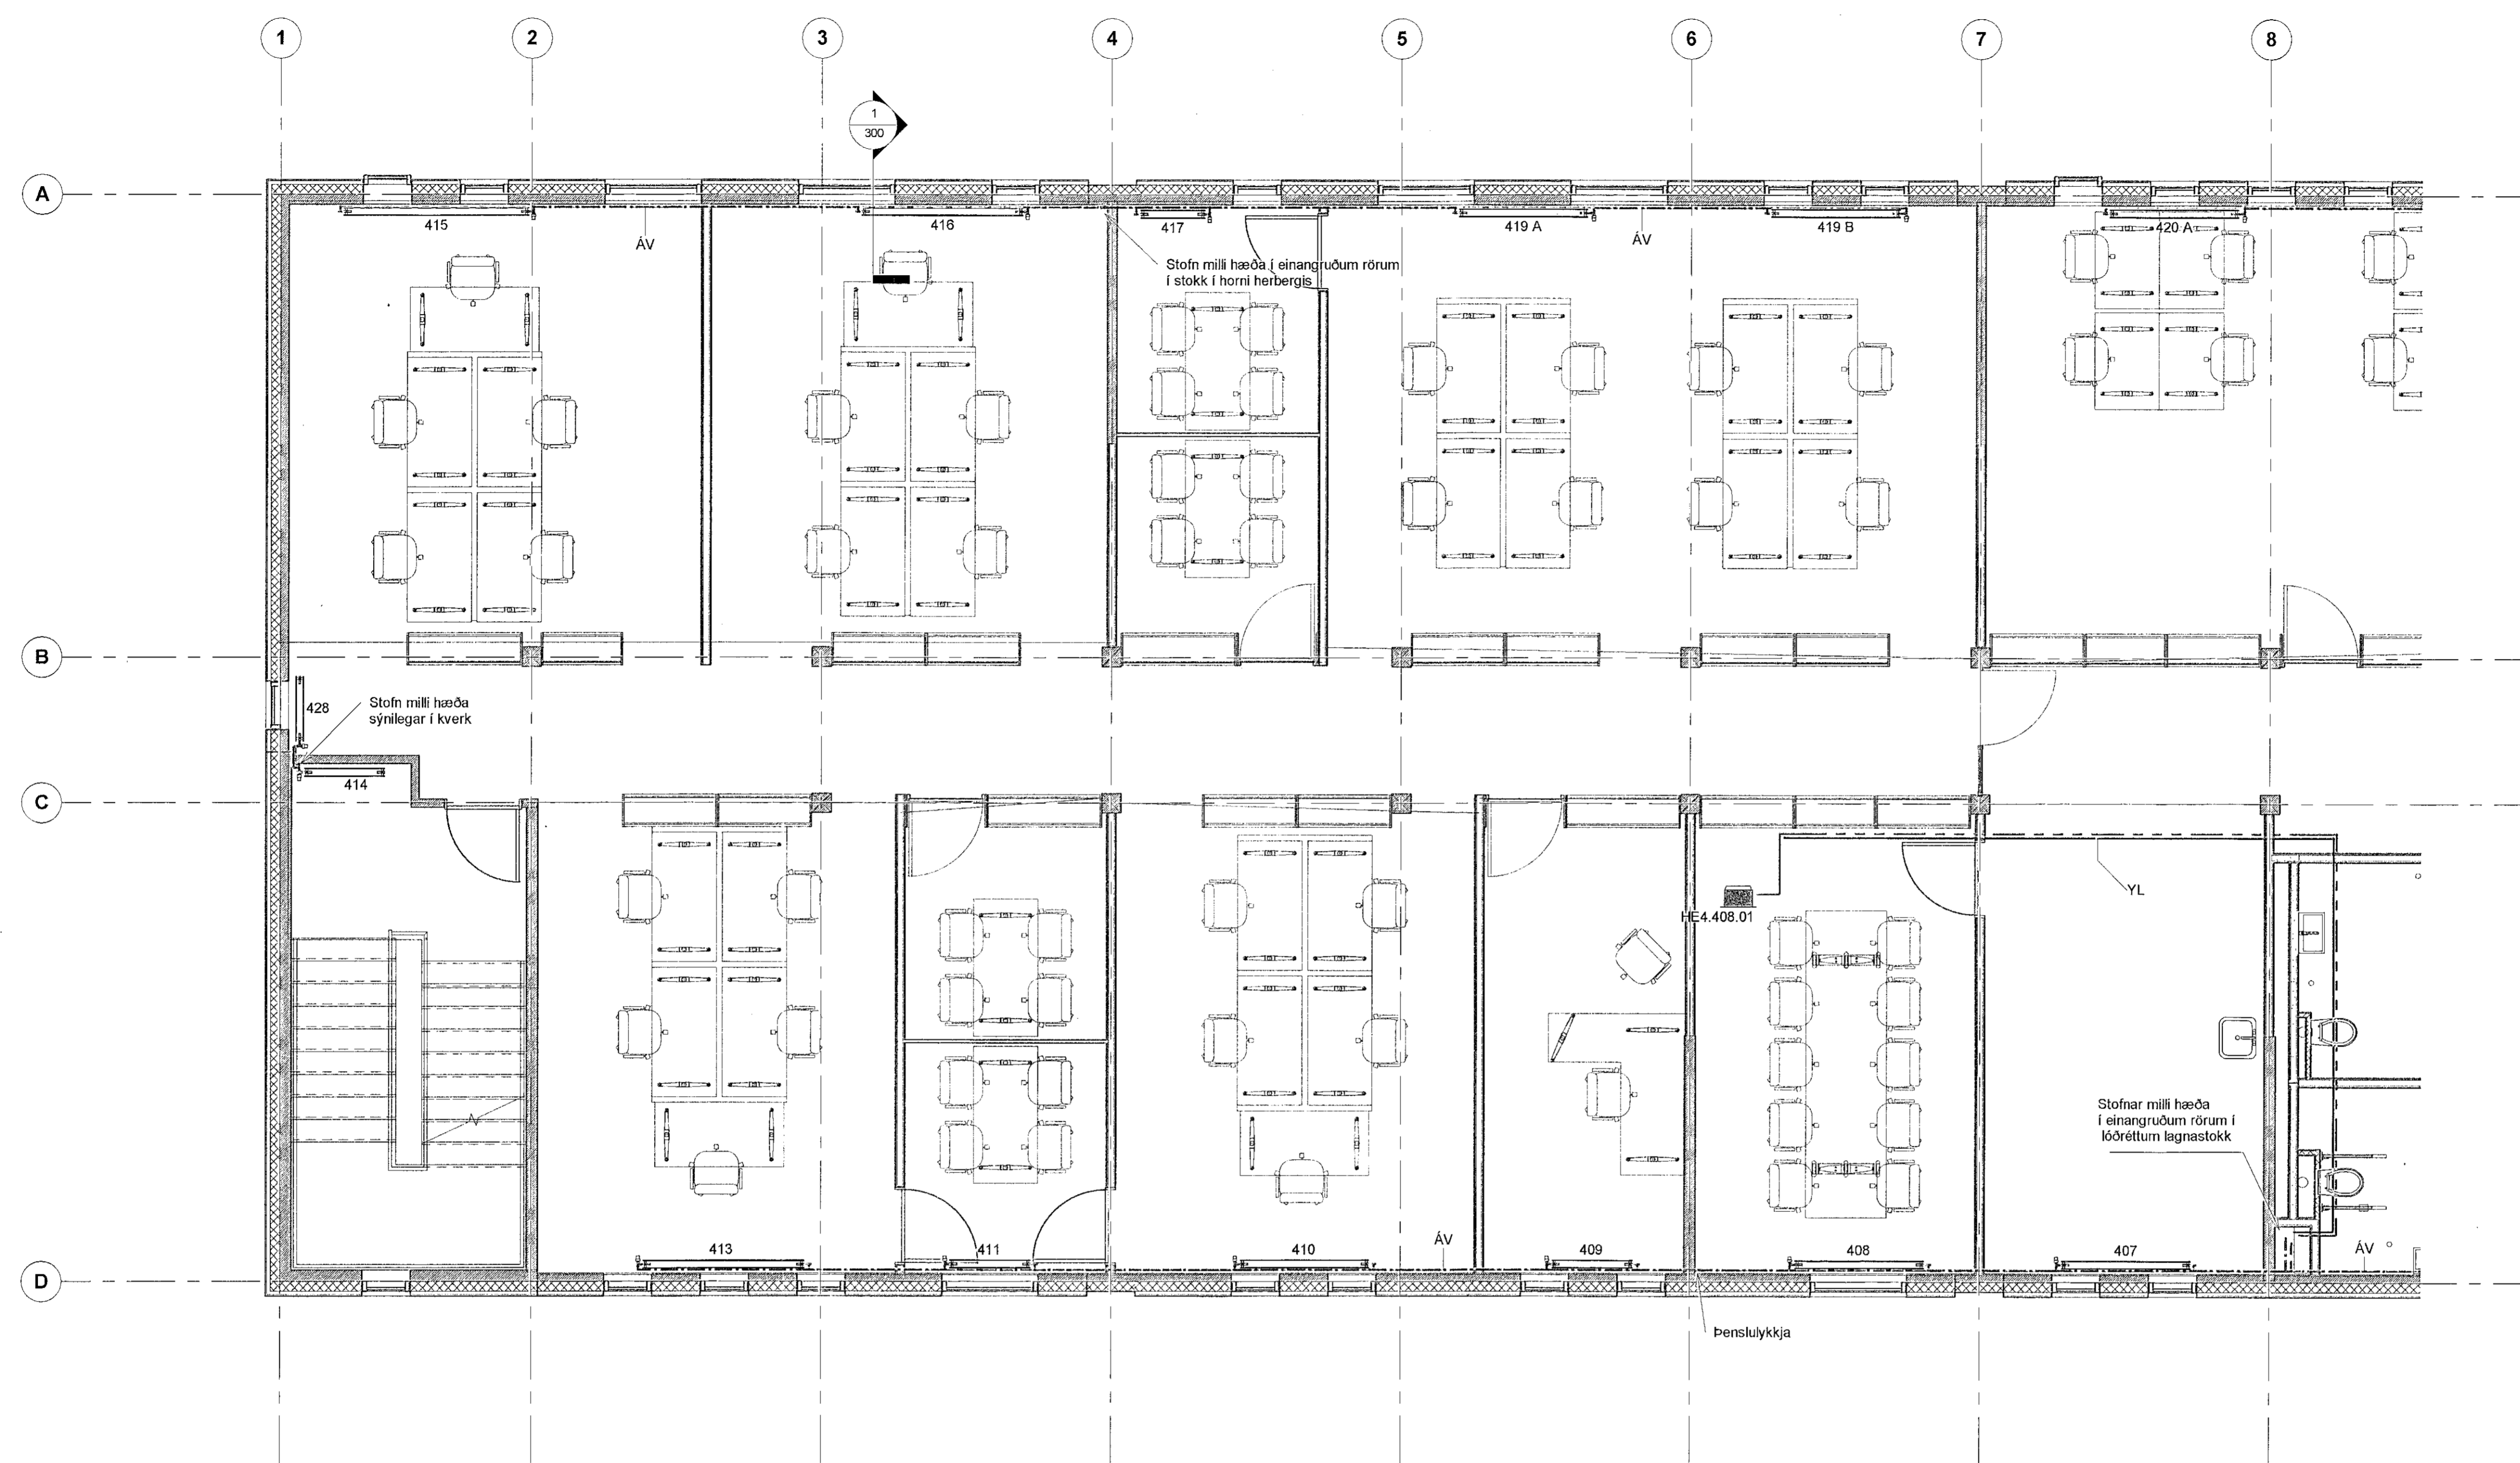 1
2
3
4
5
6
7
8
1
300
A
415
ÁV
416
417
419 A
ÁV
419 B
420 A
Stofn milli hæða í einangruðum rörum
í stokk í horni herbergis
B
428
Stofn milli hæða
sýnilegar í kverk
414
C
YL
HE4.408.01
Stofnar milli hæða
í einangruðum rörum í
lóðréttum lagnastokk
413
411
410
ÁV
409
408
407
ÁV
D
Þenslulykkja